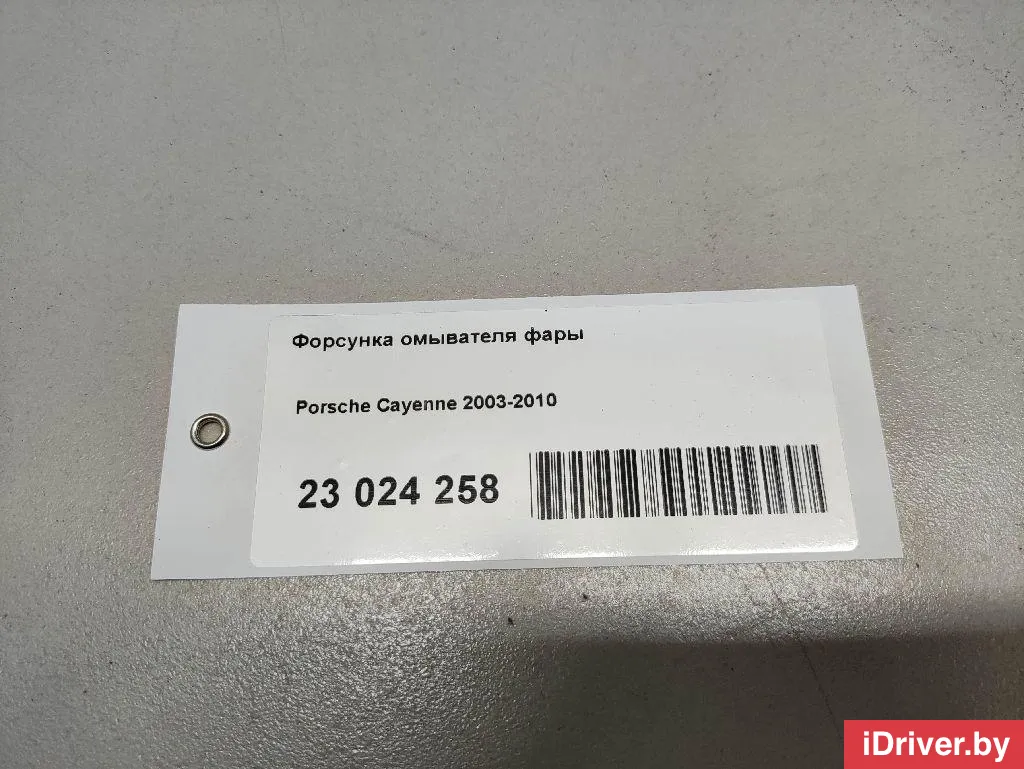 Форсунка омывателя фары
Porsche Cayenne 2003-2010
23 024 258
iDriver.by